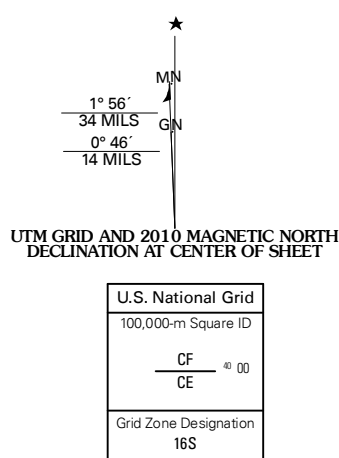 ★
MN
1° 56´
34 MILS
GN
0° 46´
14 MILS
UTM GRID AND 2010 MAGNETIC NORTH
DECLINATION AT CENTER OF SHEET
U.S. National Grid
100,000-m Square ID
CF
40 00
CE
Grid Zone Designation
16S